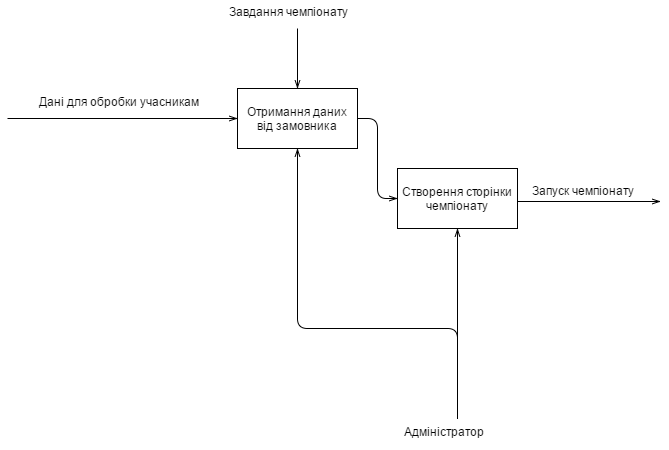 Завдання чемпіонату
Дані для обробки учасникам
Отримання даних
від замовника
Створення сторінки
чемпіонату
Запуск чемпіонату
Адміністратор